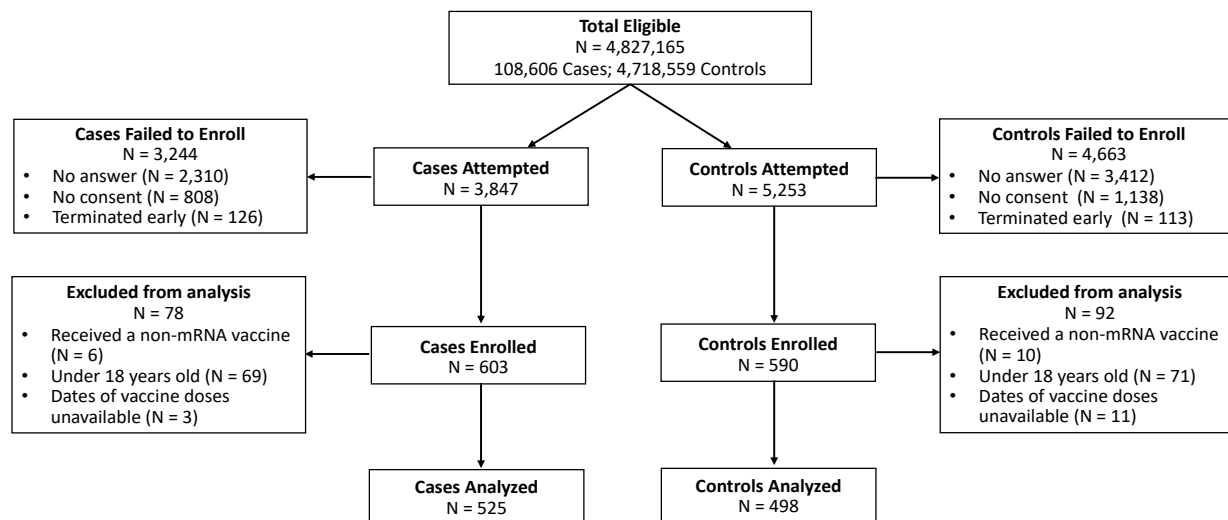 Total Eligible
N = 4,827,165
108,606 Cases; 4,718,559 Controls
Cases Failed to Enroll
N = 3,244
• No answer (N = 2,310)
• No consent (N = 808)
• Terminated early (N = 126)
Cases Attempted
N = 3,847
Controls Attempted
N = 5,253
Controls Failed to Enroll
N = 4,663
• No answer (N = 3,412)
• No consent (N = 1,138)
• Terminated early (N = 113)
Excluded from analysis
N = 78
• Received a non-mRNA vaccine
(N = 6)
• Under 18 years old (N = 69)
• Dates of vaccine doses
unavailable (N = 3)
Cases Enrolled
N = 603
Controls Enrolled
N = 590
Excluded from analysis
N = 92
• Received a non-mRNA vaccine
(N = 10)
• Under 18 years old (N = 71)
• Dates of vaccine doses
unavailable (N = 11)
Cases Analyzed
N = 525
Controls Analyzed
N = 498